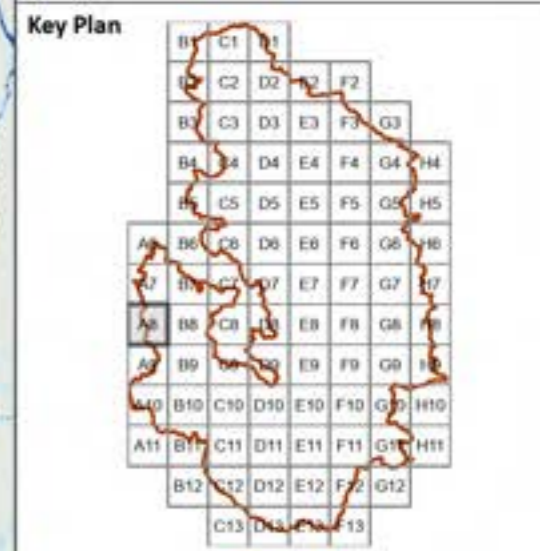 Key Plan
B1 C1 D1
B2 C2 D2 E2 F2
B3 C3 D3 E3 F3 G3
B4 C4 D4 E4 F4 G4 H4
B5 C5 D5 E5 F5 G5 H5
A6 B6 C6 D6 E6 F6 G6 H6
A7 B7 C7 D7 E7 F7 G7 H7
A8 B8 C8 D8 E8 F8 G8 H8
A9 B9 C9 D9 E9 F9 G9 H9
A10 B10 C10 D10 E10 F10 G10 H10
A11 B11 C11 D11 E11 F11 G11 H11
B12 C12 D12 E12 F12 G12
C13 D13 E13 F13